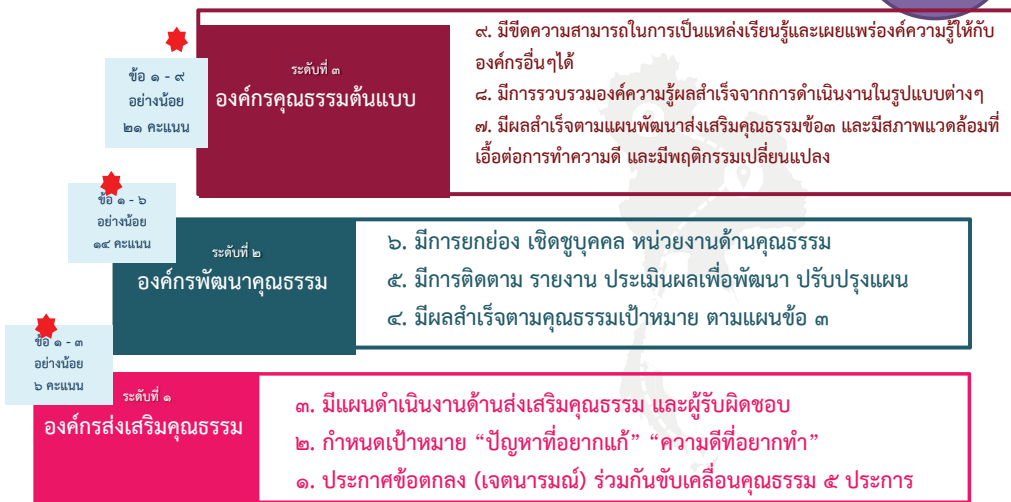 ข้อ ๑ - ๙
อย่างน้อย
๒๑ คะแนน
ระดับที่ ๓
องค์กรคุณธรรมต้นแบบ
๙. มีขีดความสามารถในการเป็นแหล่งเรียนรู้และเผยแพร่องค์ความรู้ให้กับ
องค์กรอื่นๆได้
๘. มีการรวบรวมองค์ความรู้ผลสำเร็จจากการดำเนินงานในรูปแบบต่างๆ
๗. มีผลสำเร็จตามแผนพัฒนาส่งเสริมคุณธรรมข้อ๓ และมีสภาพแวดล้อมที่
เอื้อต่อการทำความดี และมีพฤติกรรมเปลี่ยนแปลง
ข้อ ๑ - ๖
อย่างน้อย
๑๔ คะแนน
ระดับที่ ๒
องค์กรพัฒนาคุณธรรม
๖. มีการยกย่อง เชิดชูบุคคล หน่วยงานด้านคุณธรรม
๕. มีการติดตาม รายงาน ประเมินผลเพื่อพัฒนา ปรับปรุงแผน
๔. มีผลสำเร็จตามคุณธรรมเป้าหมาย ตามแผนข้อ ๓
ข้อ ๑ - ๓
อย่างน้อย
๖ คะแนน
ระดับที่ ๑
องค์กรส่งเสริมคุณธรรม
๓. มีแผนดำเนินงานด้านส่งเสริมคุณธรรม และผู้รับผิดชอบ
๒. กำหนดเป้าหมาย “ปัญหาที่อยากแก้” “ความดีที่อยากทำ”
๑. ประกาศข้อตกลง (เจตนารมณ์) ร่วมกันขับเคลื่อนคุณธรรม ๕ ประการ